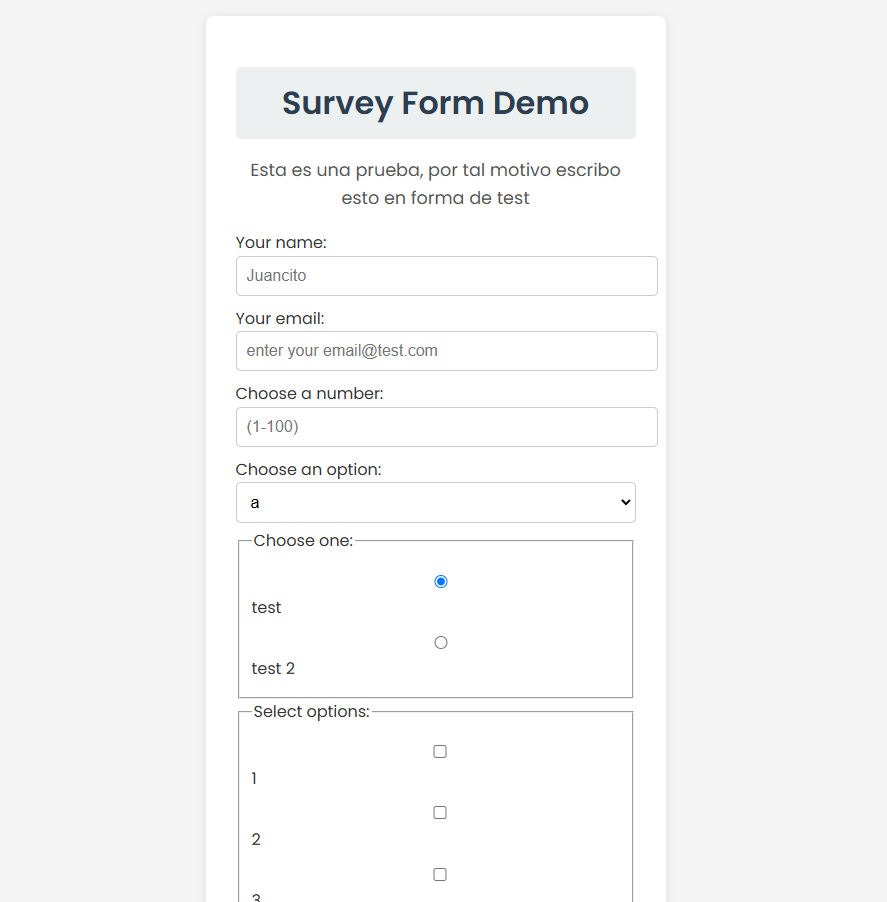 Survey Form Demo
Esta es una prueba, por tal motivo escribo
esto en forma de test
Your name:
Juancito
Your email:
enter your email@test.com
Choose a number:
(1-100)
Choose an option:
a
Choose one:
test
test 2
Select options:
1
2
3